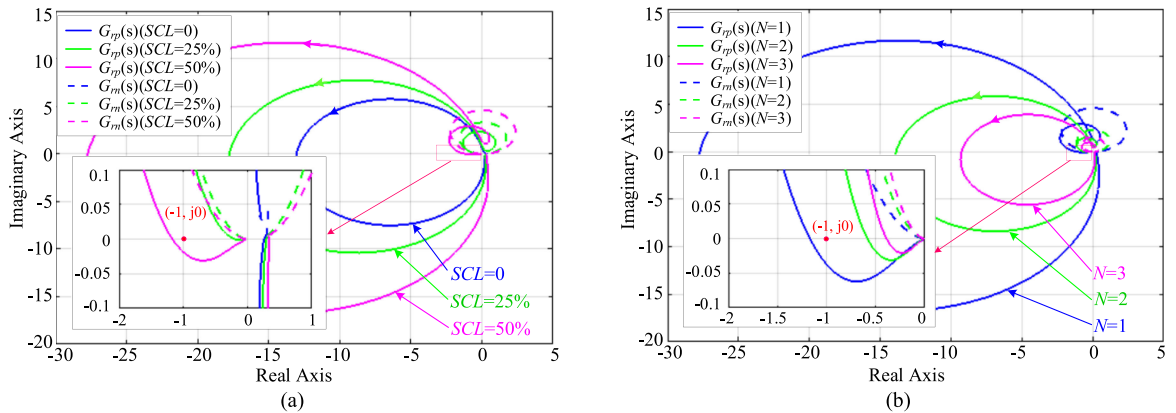 15
10
5
0
-5
-10
-15
-20
-30
-25
-20
-15
-10
-5
0
5
Imaginary Axis
Real Axis
Grp(s)(SCL=0)
Grp(s)(SCL=25%)
Grp(s)(SCL=50%)
Grn(s)(SCL=0)
Grn(s)(SCL=25%)
Grn(s)(SCL=50%)
0.1
0.05
0
-0.05
-0.1
-2
-1
0
1
(-1, j0)
SCL=0
SCL=25%
SCL=50%
(a)
15
10
5
0
-5
-10
-15
-20
-30
-25
-20
-15
-10
-5
0
5
Imaginary Axis
Real Axis
Grp(s)(N=1)
Grp(s)(N=2)
Grp(s)(N=3)
Grn(s)(N=1)
Grn(s)(N=2)
Grn(s)(N=3)
0.1
0.05
0
-0.05
-0.1
-2
-1.5
-1
-0.5
0
(-1, j0)
N=3
N=2
N=1
(b)